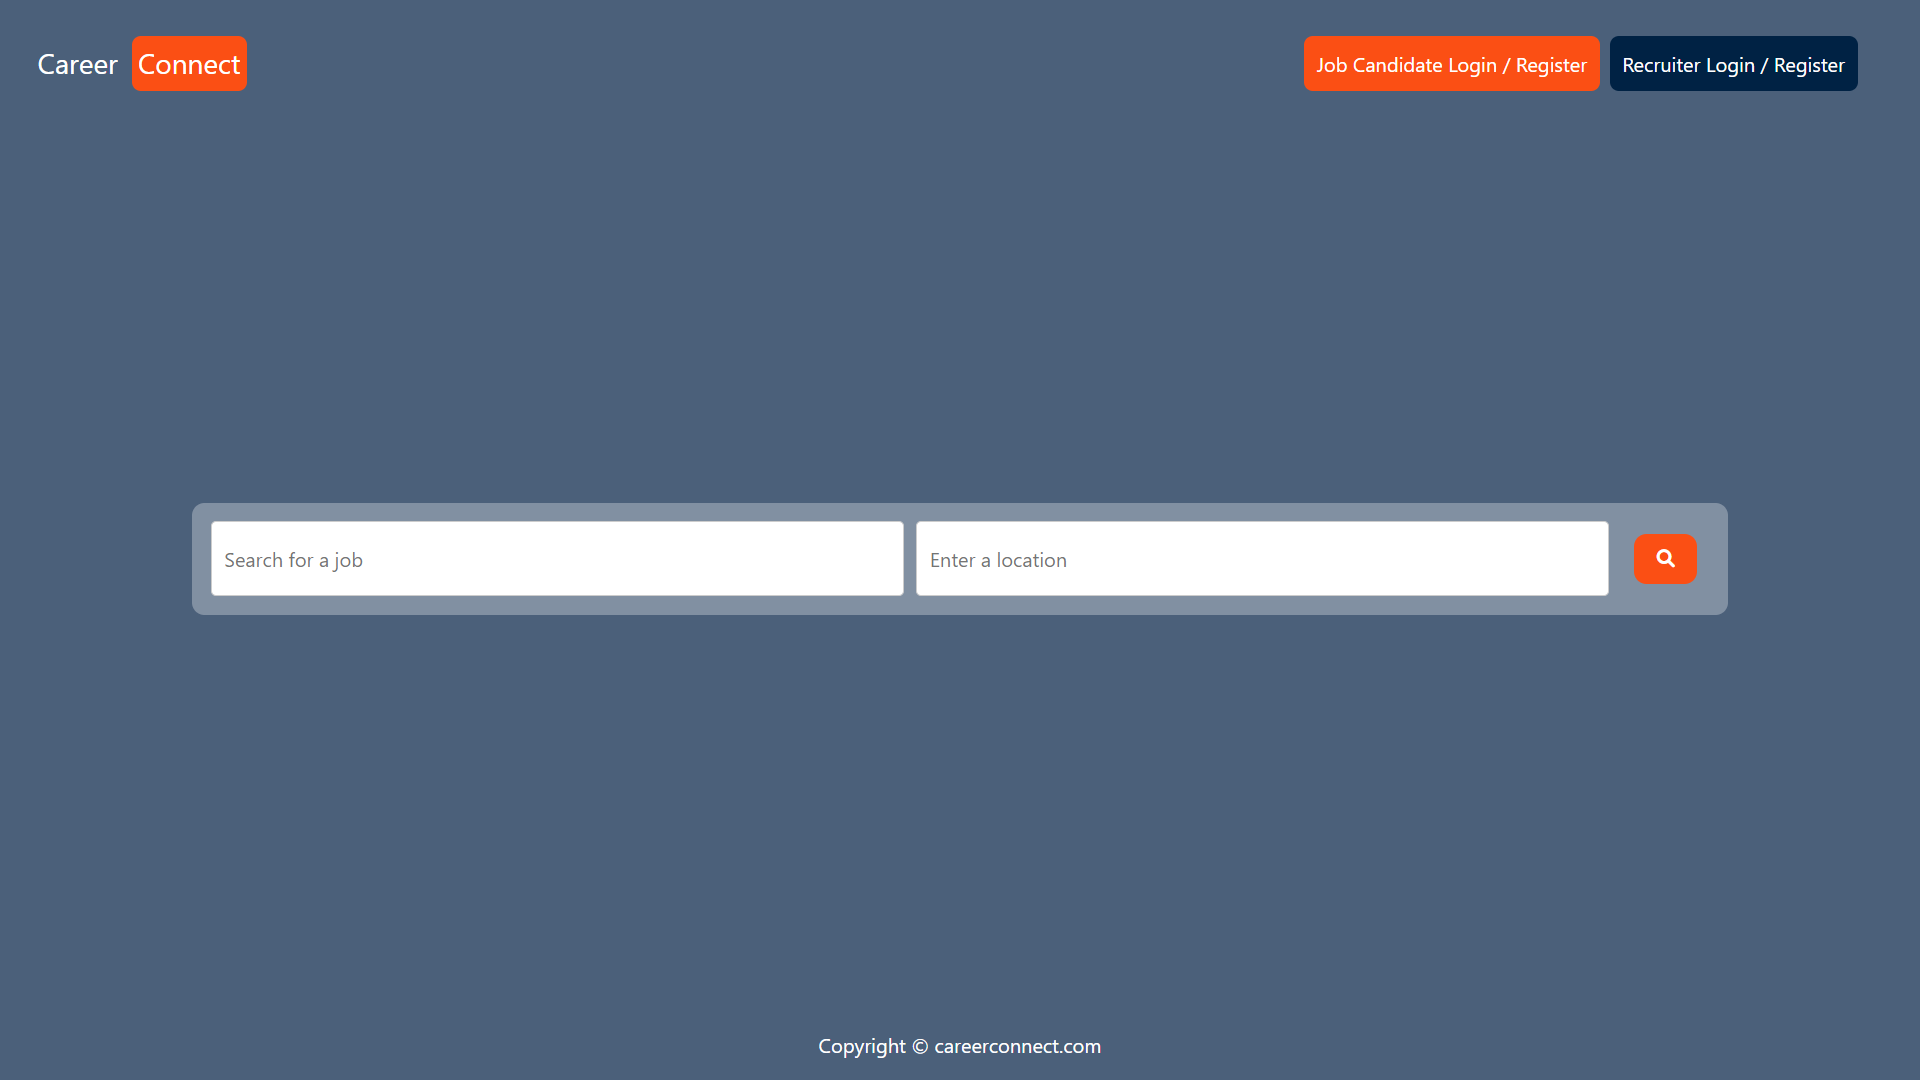 Career Connect
Job Candidate Login / Register
Recruiter Login / Register
Search for a job
Enter a location
Copyright © careerconnect.com